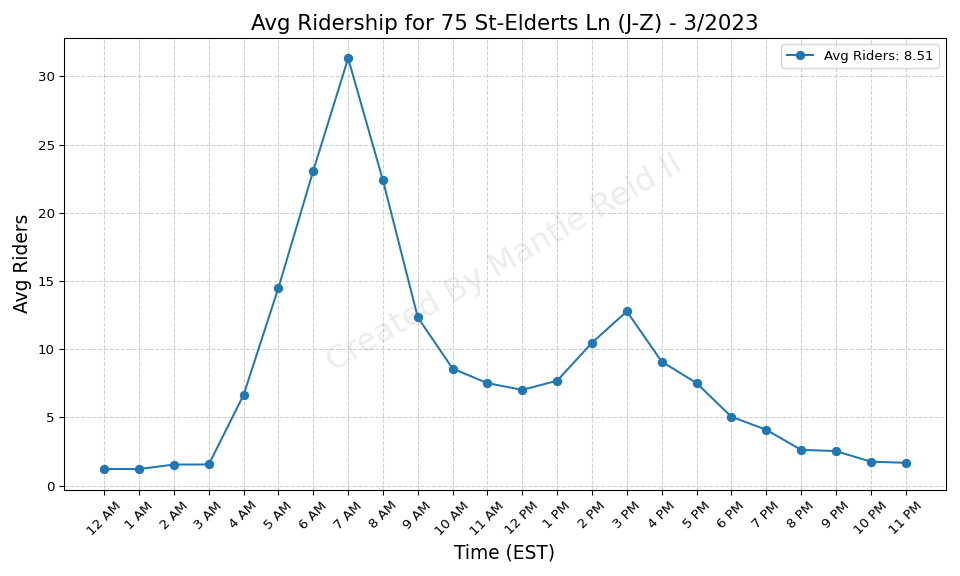 Avg Ridership for 75 St-Elderts Ln (J-Z) - 3/2023
Avg Riders: 8.51
Avg Riders
30
25
20
15
10
5
0
Created By Mantie Reid II
12 AM
1 AM
2 AM
3 AM
4 AM
5 AM
6 AM
7 AM
8 AM
9 AM
10 AM
11 AM
12 PM
1 PM
2 PM
3 PM
4 PM
5 PM
6 PM
7 PM
8 PM
9 PM
10 PM
11 PM
Time (EST)